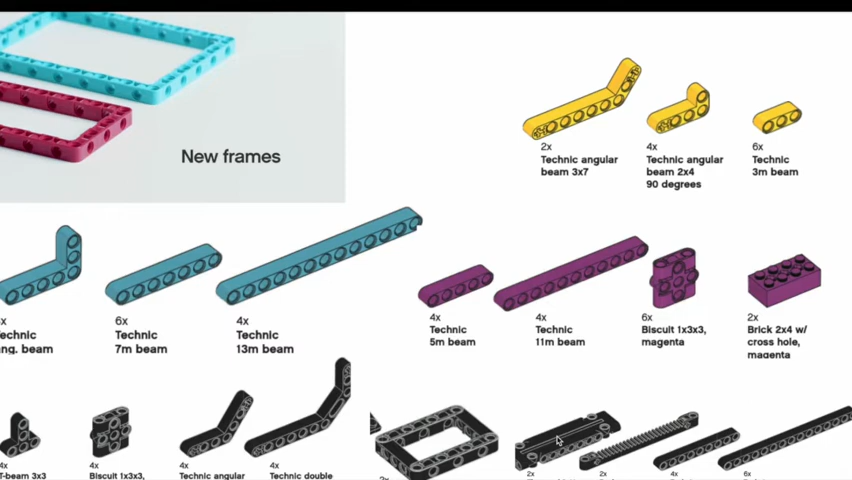 New frames
2x
Technic angular
beam 3x7
4x
Technic angular
beam 2x4
90 degrees
6x
Technic
3m beam
ang. beam
6x
Technic
7m beam
4x
Technic
13m beam
4x
Technic
5m beam
4x
Technic
11m beam
6x
Biscuit 1x3x3,
magenta
2x
Brick 2x4 w/
cross hole,
magenta
4x
T-beam 3x3
4x
Biscuit 1x3x3,
4x
Technic angular
4x
Technic double
2x
2x
4x
6x